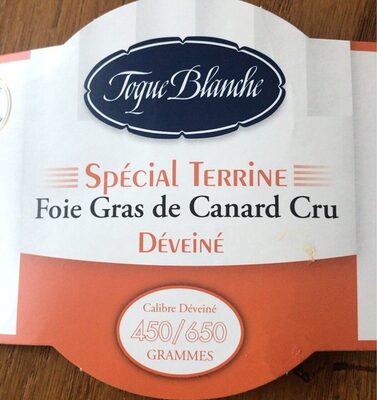 Toque Blanche
Spécial Terrine
Foie Gras de Canard Cru
Déveiné
Calibre Déveiné
450/650
GRAMMES